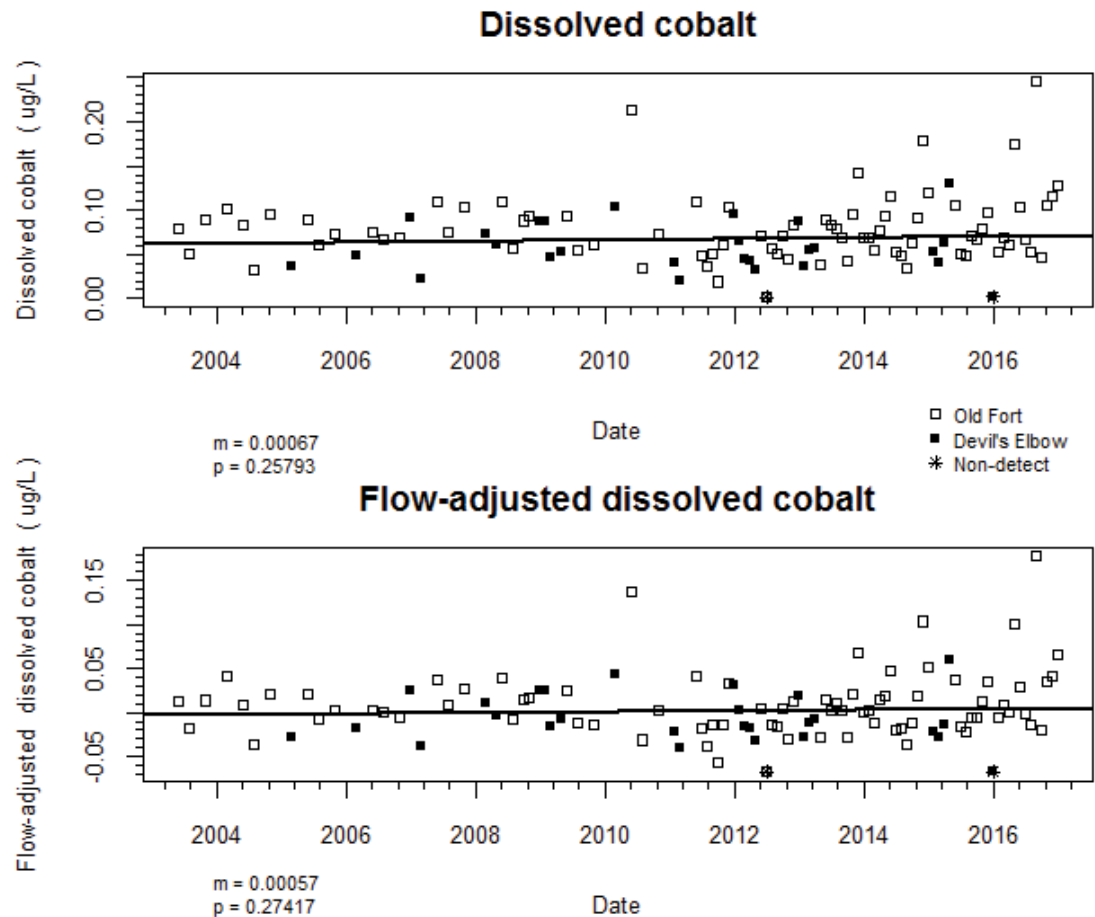 Dissolved cobalt
Dissolved cobalt ( ug/L )
0.20
0.10
0.00
2004 2006 2008 2010 2012 2014 2016
Date
m = 0.00067
p = 0.25793
Old Fort
Devil's Elbow
Non-detect
Flow-adjusted dissolved cobalt
Flow-adjusted dissolved cobalt ( ug/L )
0.15
0.05
-0.05
2004 2006 2008 2010 2012 2014 2016
Date
m = 0.00057
p = 0.27417